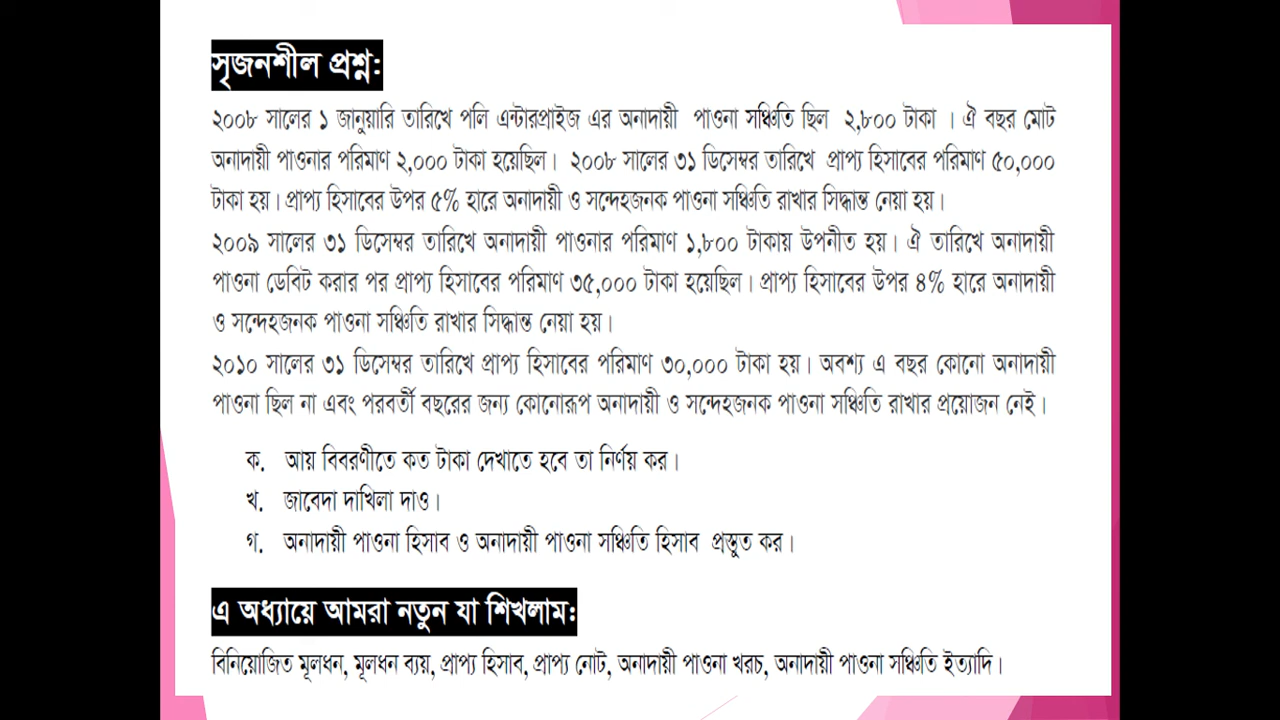 সৃজনশীল প্রশ্ন:
২০০৮ সালের ১ জানুয়ারি তারিখে পলি এন্টারপ্রাইজ এর অনাদায়ী পাওনা সঞ্চিতি ছিল ২,৮০০ টাকা । ঐ বছর মোট
অনাদায়ী পাওনার পরিমাণ ২,০০০ টাকা হয়েছিল। ২০০৮ সালের ৩১ ডিসেম্বর তারিখে প্রাপ্য হিসাবের পরিমাণ ৫০,০০০
টাকা হয়। প্রাপ্য হিসাবের উপর ৫% হারে অনাদায়ী ও সন্দেহজনক পাওনা সঞ্চিতি রাখার সিদ্ধান্ত নেয়া হয়।
২০০৯ সালের ৩১ ডিসেম্বর তারিখে অনাদায়ী পাওনার পরিমাণ ১,৮০০ টাকায় উপনীত হয়। ঐ তারিখে অনাদায়ী
পাওনা ডেবিট করার পর প্রাপ্য হিসাবের পরিমাণ ৩৫,০০০ টাকা হয়েছিল। প্রাপ্য হিসাবের উপর ৪% হারে অনাদায়ী
ও সন্দেহজনক পাওনা সঞ্চিতি রাখার সিদ্ধান্ত নেয়া হয়।
২০১০ সালের ৩১ ডিসেম্বর তারিখে প্রাপ্য হিসাবের পরিমাণ ৩০,০০০ টাকা হয়। অবশ্য এ বছর কোনো অনাদায়ী
পাওনা ছিল না এবং পরবর্তী বছরের জন্য কোনোরূপ অনাদায়ী ও সন্দেহজনক পাওনা সঞ্চিতি রাখার প্রয়োজন নেই।
ক. আয় বিবরণীতে কত টাকা দেখাতে হবে তা নির্ণয় কর।
খ. জাবেদা দাখিলা দাও।
গ. অনাদায়ী পাওনা হিসাব ও অনাদায়ী পাওনা সঞ্চিতি হিসাব প্রস্তুত কর।
এ অধ্যায়ে আমরা নতুন যা শিখলাম:
বিনিয়োজিত মূলধন, মূলধন ব্যয়, প্রাপ্য হিসাব, প্রাপ্য নোট, অনাদায়ী পাওনা খরচ, অনাদায়ী পাওনা সঞ্চিতি ইত্যাদি।